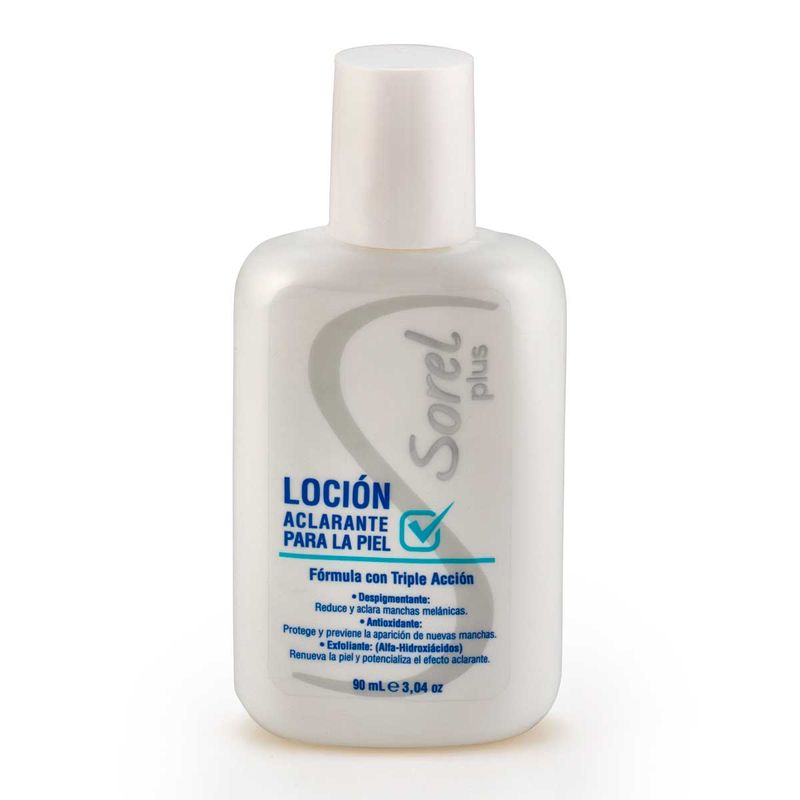 Sorel
plus
LOCIÓN
ACLARANTE
PARA LA PIEL
Fórmula con Triple Acción
• Despigmentante:
Reduce y aclara manchas melánicas.
• Antioxidante:
Protege y previene la aparición de nuevas manchas.
• Exfoliante: (Alfa-Hidroxiácidos)
Renueva la piel y potencializa el efecto aclarante.
90 mL ℮ 3,04 oz